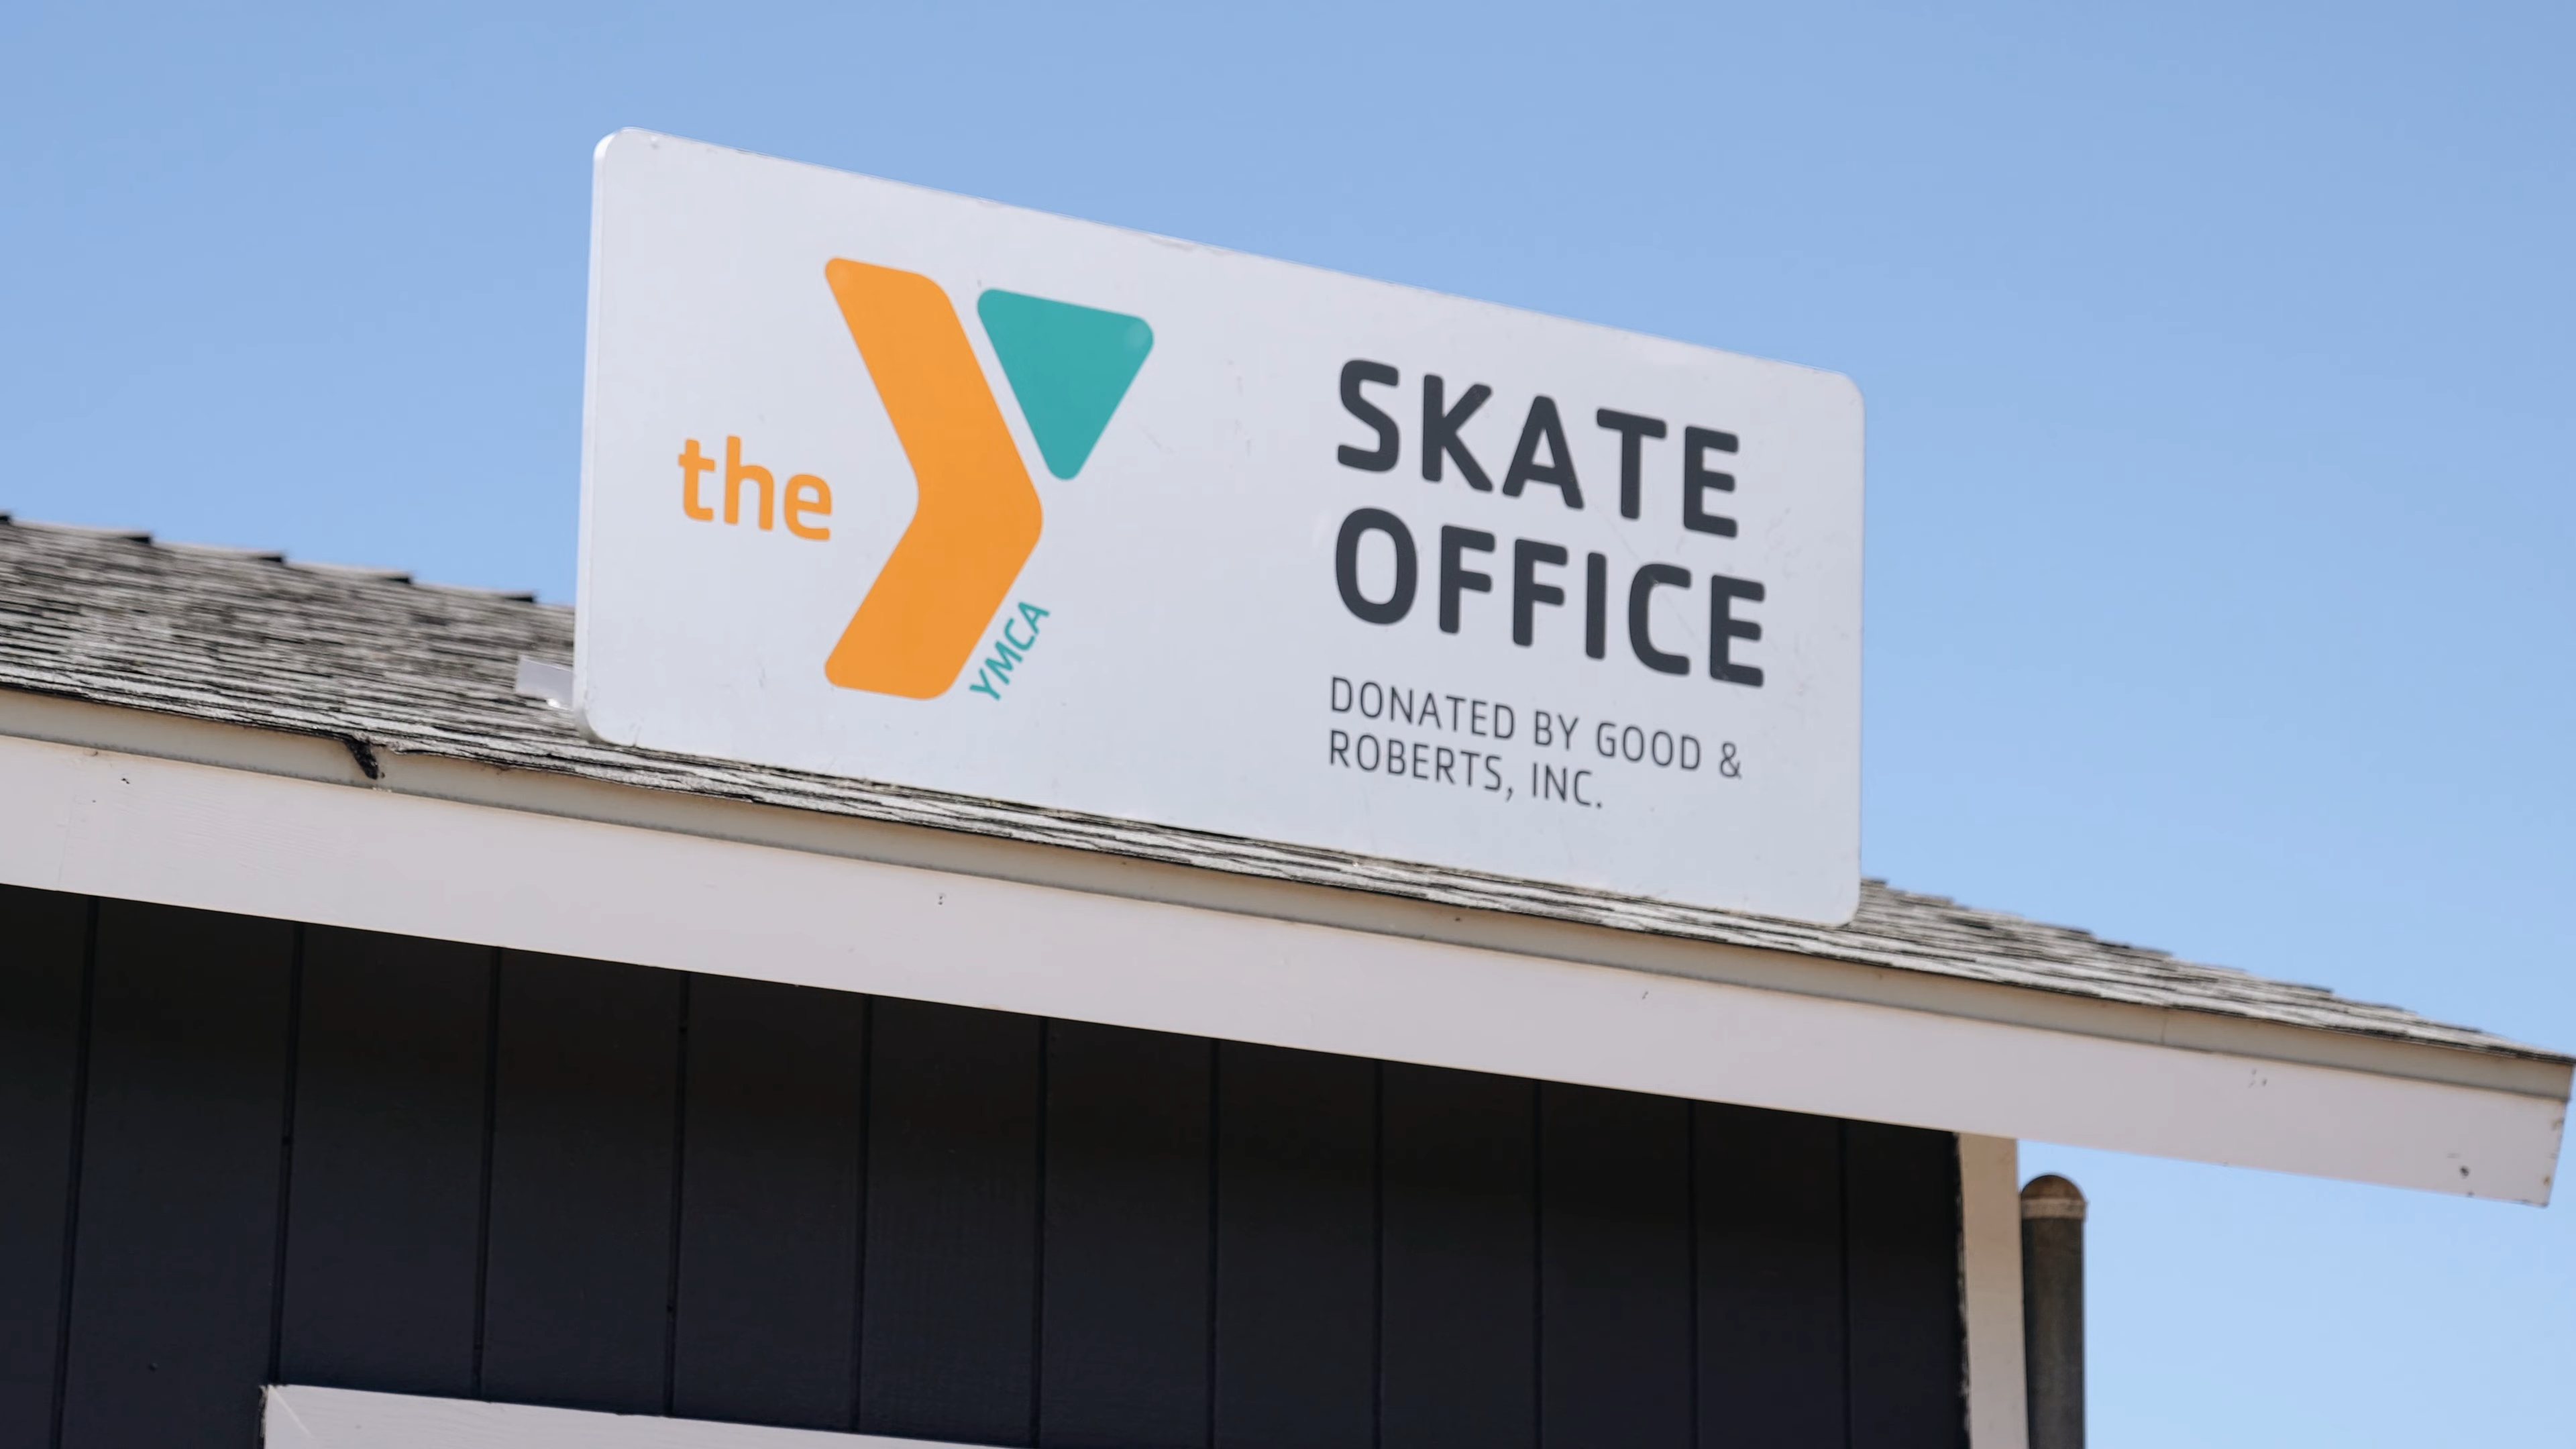 the
YMCA
SKATE
OFFICE
DONATED BY GOOD &
ROBERTS, INC.